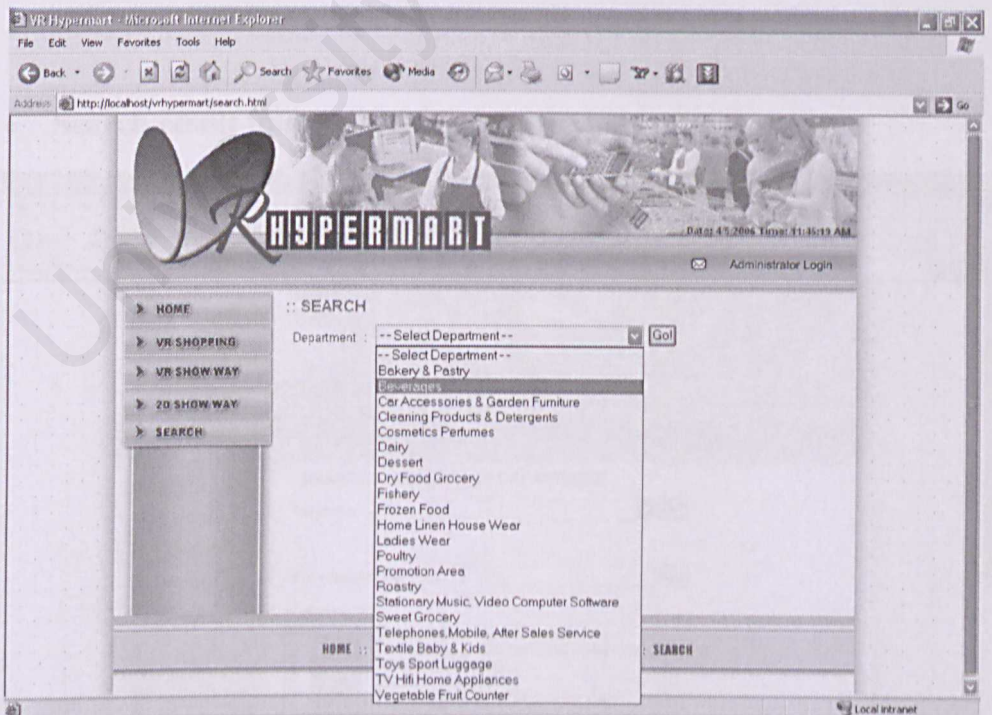 VR Hypermart - Microsoft Internet Explorer
File Edit View Favorites Tools Help
Back Search Favorites Media
Address http://localhost/vrhypermart/search.html Go
VR HYPERMART
Date: 4/5/2006 Time: 11:35:19 AM
Administrator Login
HOME
VR SHOPPING
VR SHOW WAY
2D SHOW WAY
SEARCH
:: SEARCH
Department : --Select Department-- Go!
--Select Department--
Bakery & Pastry
Beverages
Car Accessories & Garden Furniture
Cleaning Products & Detergents
Cosmetics Perfumes
Dairy
Dessert
Dry Food Grocery
Fishery
Frozen Food
Home Linen House Wear
Ladies Wear
Poultry
Promotion Area
Roastry
Stationary Music, Video Computer Software
Sweet Grocery
Telephones,Mobile, After Sales Service
Textile Baby & Kids
Toys Sport Luggage
TV Hifi Home Appliances
Vegetable Fruit Counter
HOME :: : SEARCH
Local intranet
University